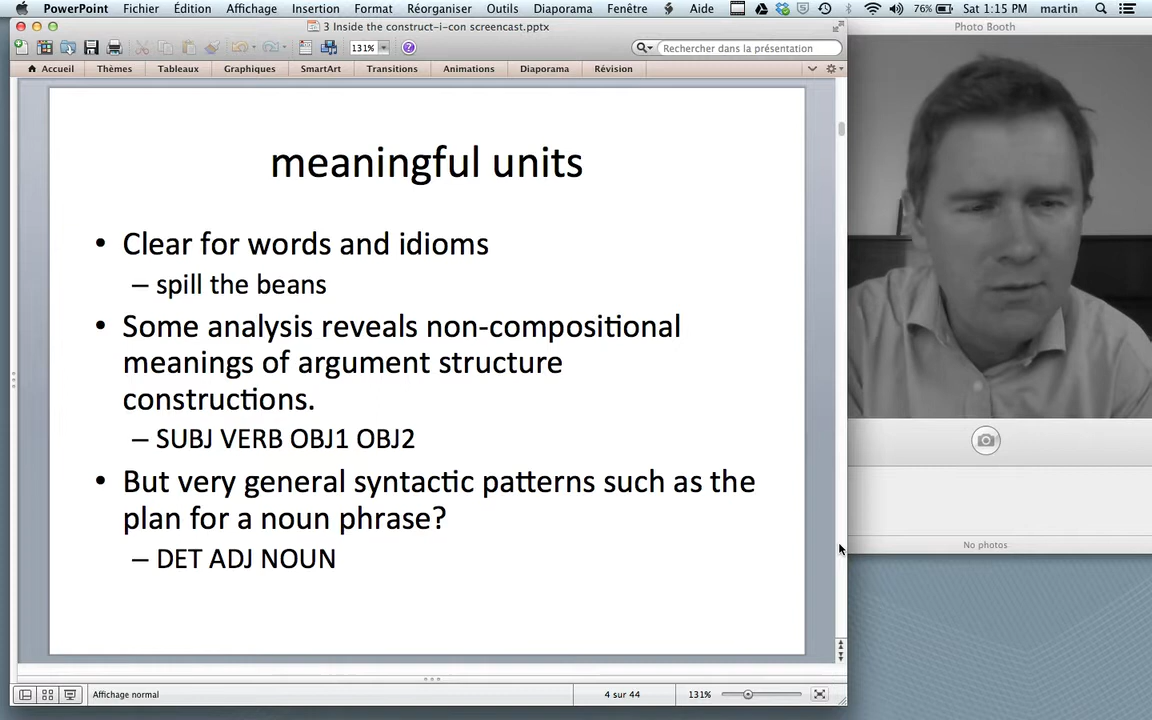 PowerPoint Fichier Édition Affichage Insertion Format Réorganiser Outils Diaporama Fenêtre Aide 76% Sat 1:15 PM martin
3 Inside the construct-i-con screencast.pptx
Photo Booth
131%
Rechercher dans la présentation
Accueil Thèmes Tableaux Graphiques SmartArt Transitions Animations Diaporama Révision
meaningful units
• Clear for words and idioms
– spill the beans
• Some analysis reveals non-compositional
meanings of argument structure
constructions.
– SUBJ VERB OBJ1 OBJ2
• But very general syntactic patterns such as the
plan for a noun phrase?
– DET ADJ NOUN
No photos
Affichage normal
4 sur 44
131%